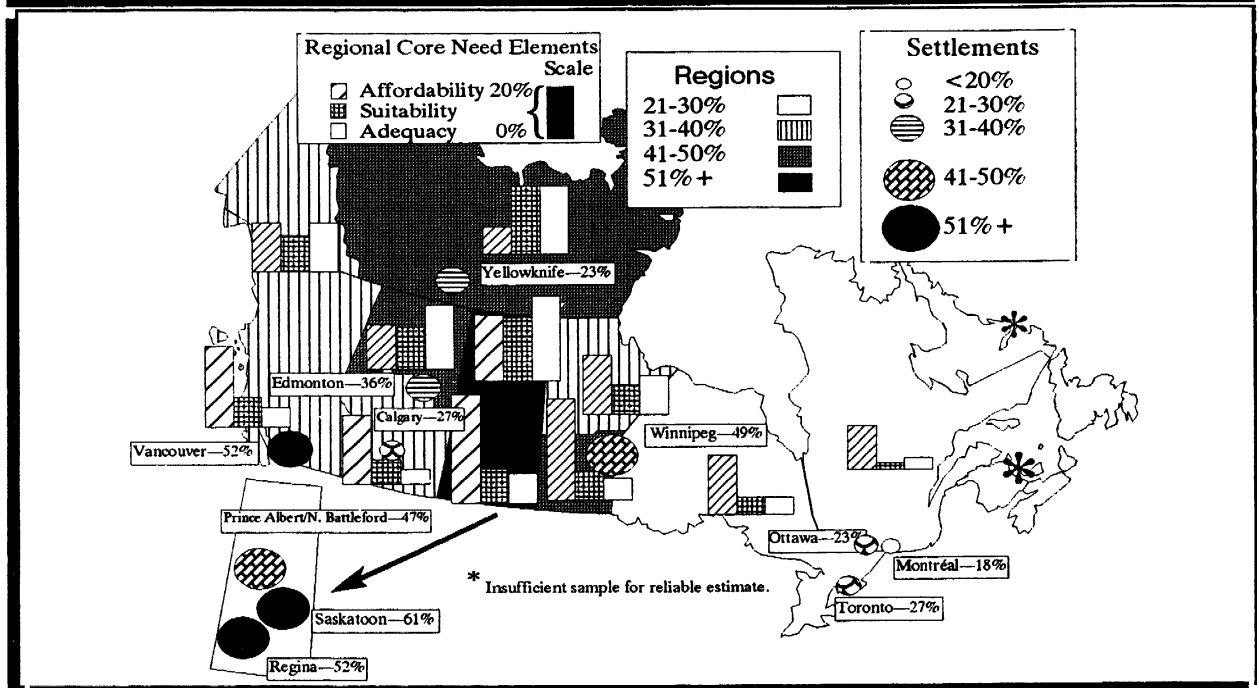 Regional Core Need Elements
Scale
Affordability 20%
Suitability
Adequacy 0%
Regions
21-30%
31-40%
41-50%
51%+
Settlements
<20%
21-30%
31-40%
41-50%
51%+
Yellowknife—23%
Edmonton—36%
Calgary—27%
Vancouver—52%
Winnipeg—49%
Prince Albert/N. Battleford—47%
Ottawa—23%
Montréal—18%
* Insufficient sample for reliable estimate.
Toronto—27%
Saskatoon—61%
Regina—52%
*
*